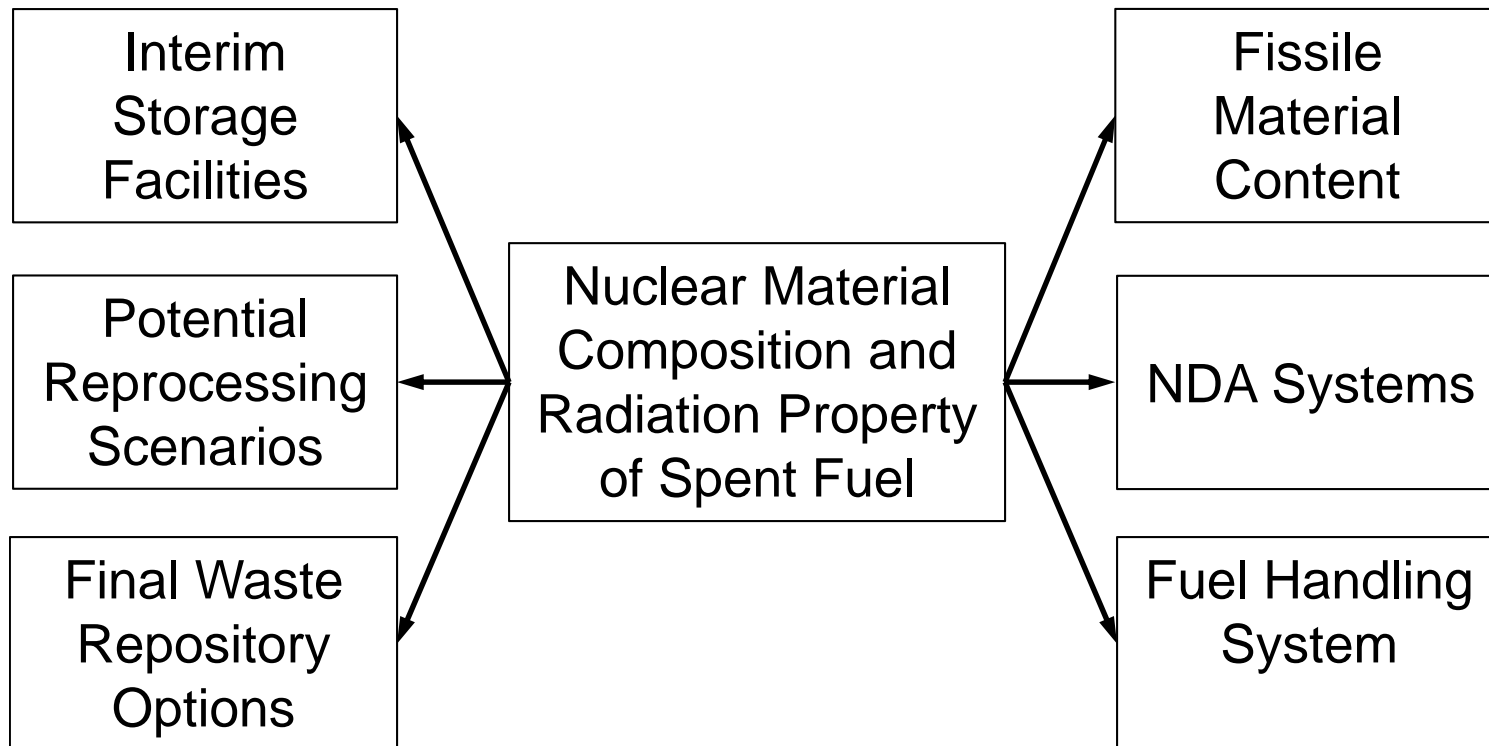 Interim
Storage
Facilities
Potential
Reprocessing
Scenarios
Final Waste
Repository
Options
Nuclear Material
Composition and
Radiation Property
of Spent Fuel
Fissile
Material
Content
NDA Systems
Fuel Handling
System